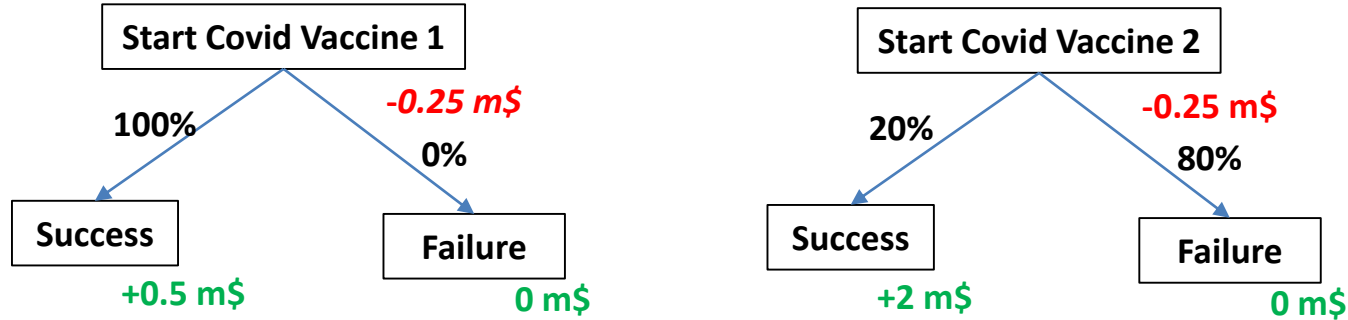 Start Covid Vaccine 1
-0.25 m$
100%
0%
Success
Failure
+0.5 m$
0 m$
Start Covid Vaccine 2
-0.25 m$
20%
80%
Success
Failure
+2 m$
0 m$